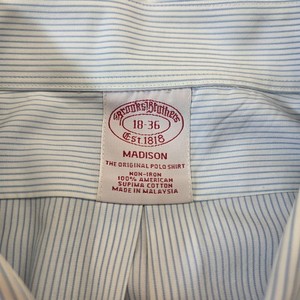 Brooks Brothers
18-36
Est. 1818
MADISON
THE ORIGINAL POLO SHIRT
NON-IRON
100% AMERICAN
SUPIMA COTTON
MADE IN MALAYSIA